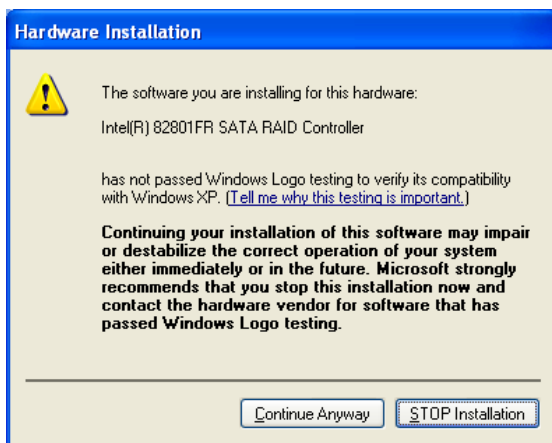 Hardware Installation
The software you are installing for this hardware:
Intel(R) 82801FR SATA RAID Controller
has not passed Windows Logo testing to verify its compatibility
with Windows XP. (Tell me why this testing is important.)
Continuing your installation of this software may impair
or destabilize the correct operation of your system
either immediately or in the future. Microsoft strongly
recommends that you stop this installation now and
contact the hardware vendor for software that has
passed Windows Logo testing.
Continue Anyway
STOP Installation